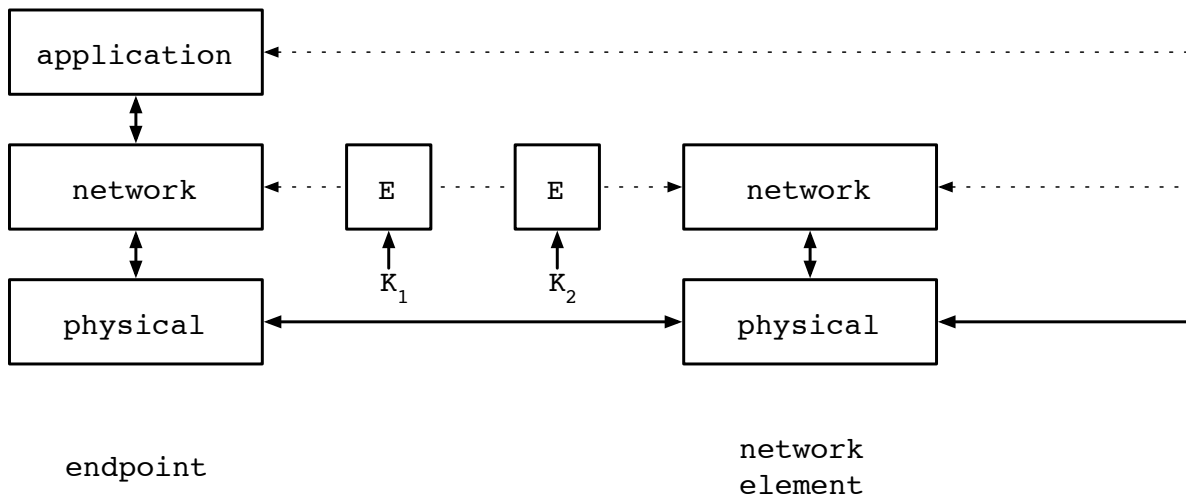 application
network
E
E
network
K1
K2
physical
physical
endpoint
network
element